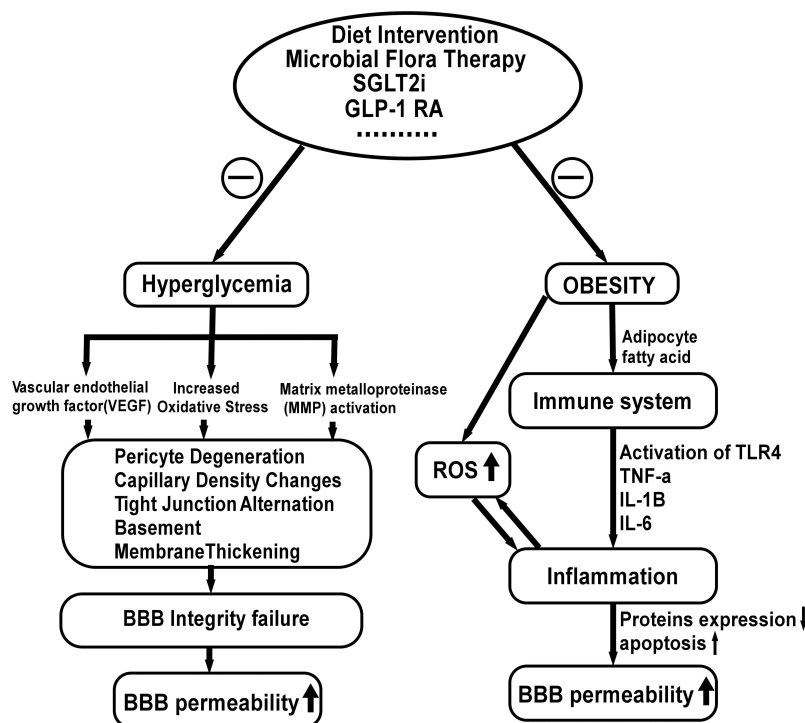 Diet Intervention
Microbial Flora Therapy
SGLT2i
GLP-1 RA
..........
Hyperglycemia
Vascular endothelial
growth factor(VEGF)
Increased
Oxidative Stress
Matrix metalloproinase
(MMP) activation
Pericyte Degeneration
Capillary Density Changes
Tight Junction Alternation
Basement
MembraneThickening
BBB Integrity failure
BBB permeability
OBESITY
Adipocyte
fatty acid
Immune system
ROS
Activation of TLR4
TNF-a
IL-1B
IL-6
Inflammation
Proteins expression
apoptosis
BBB permeability